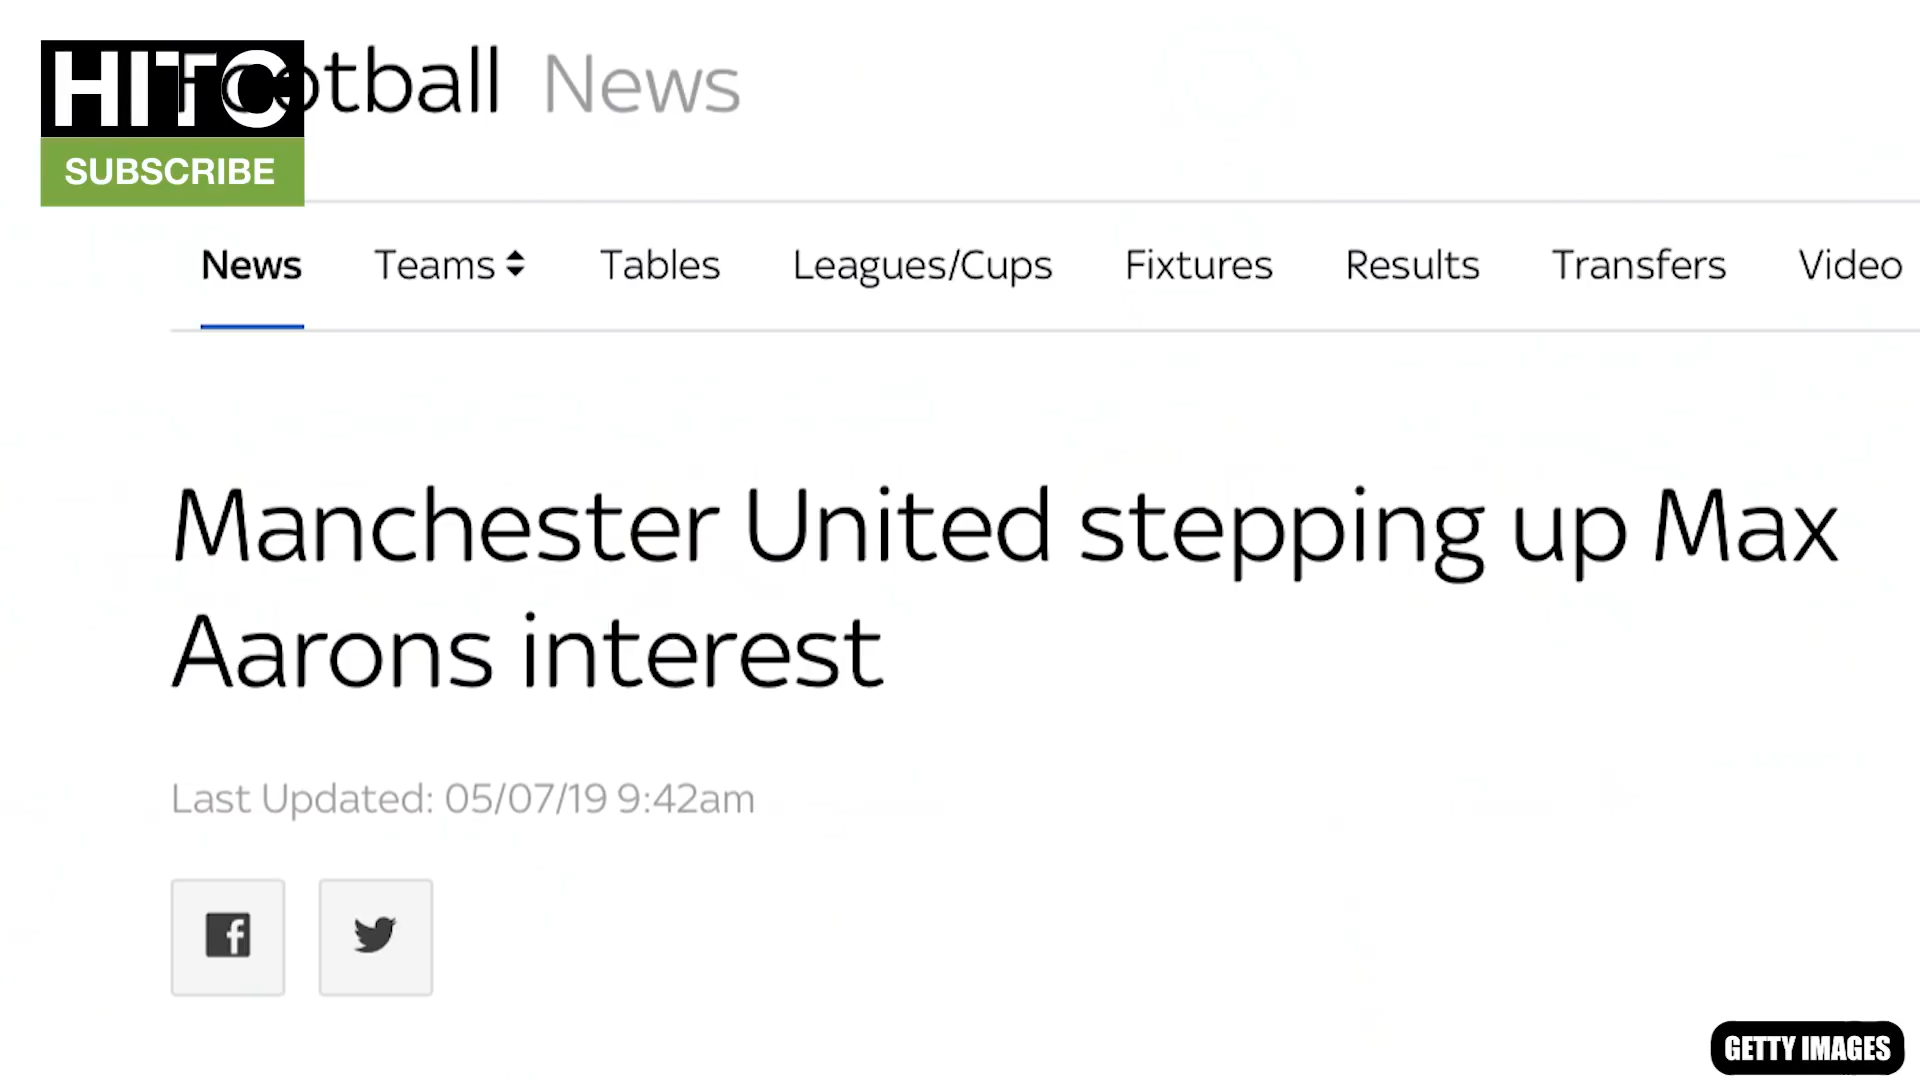 HITC
Football News
SUBSCRIBE
News Teams Tables Leagues/Cups Fixtures Results Transfers Video
Manchester United stepping up Max
Aarons interest
Last Updated: 05/07/19 9:42am
GETTY IMAGES